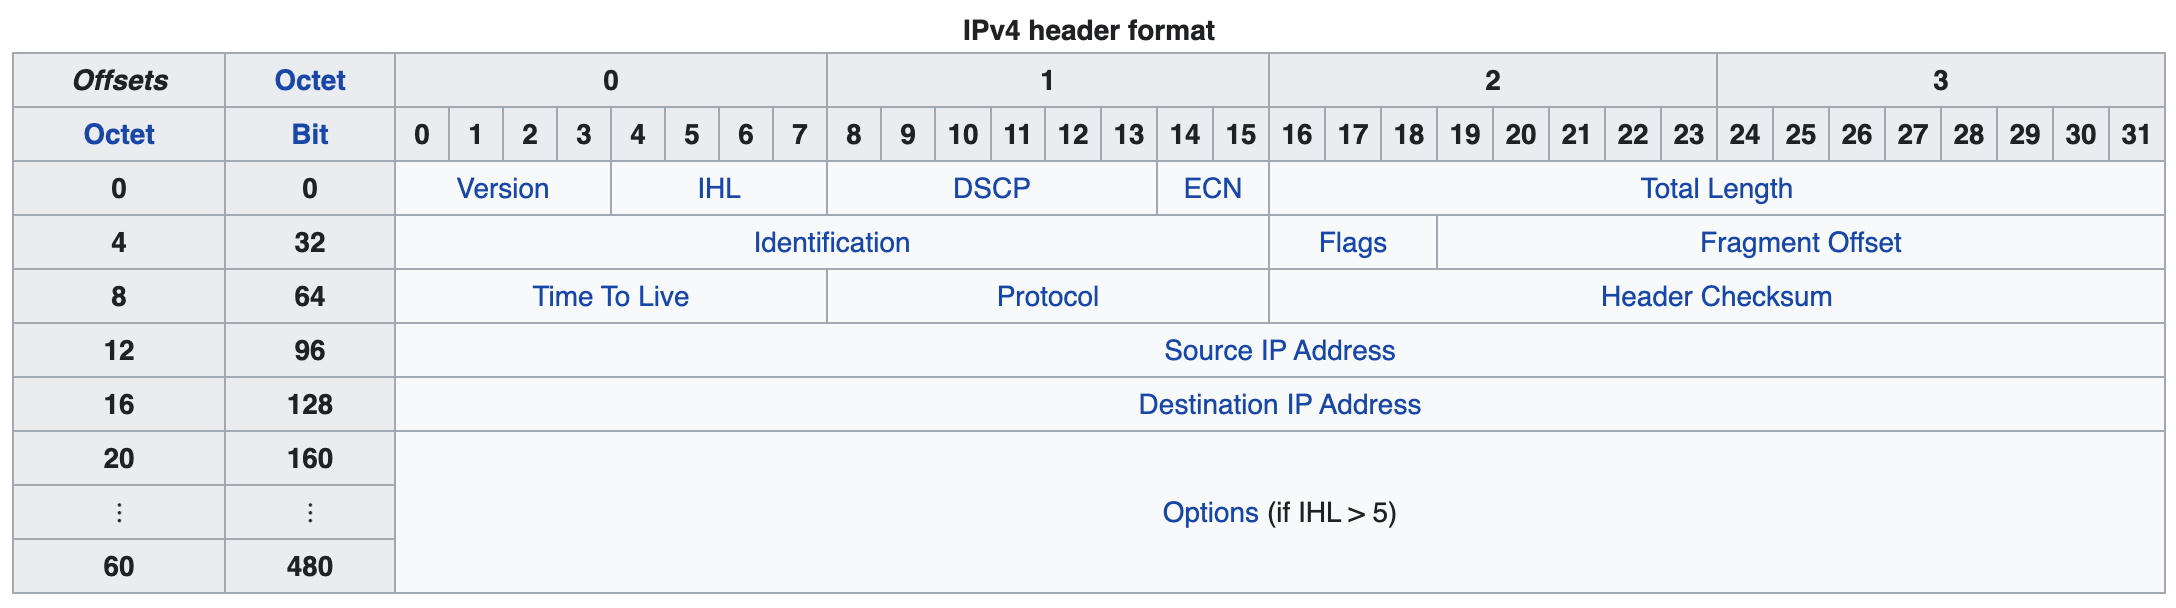 IPv4 header format
Offsets Octet 0 1 2 3
Octet Bit 0 1 2 3 4 5 6 7 8 9 10 11 12 13 14 15 16 17 18 19 20 21 22 23 24 25 26 27 28 29 30 31
0 0 Version IHL DSCP ECN Total Length
4 32 Identification Flags Fragment Offset
8 64 Time To Live Protocol Header Checksum
12 96 Source IP Address
16 128 Destination IP Address
20 160
⋮ ⋮ Options (if IHL > 5)
60 480